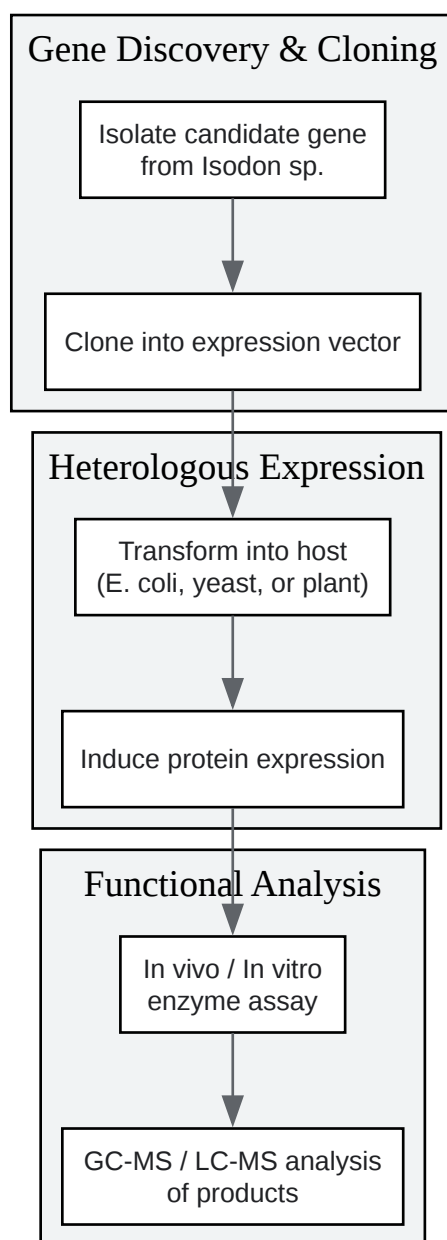 Gene Discovery & Cloning
Isolate candidate gene
from Isodon sp.
Clone into expression vector
Heterologous Expression
Transform into host
(E. coli, yeast, or plant)
Induce protein expression
Functional Analysis
In vivo / In vitro
enzyme assay
GC-MS / LC-MS analysis
of products